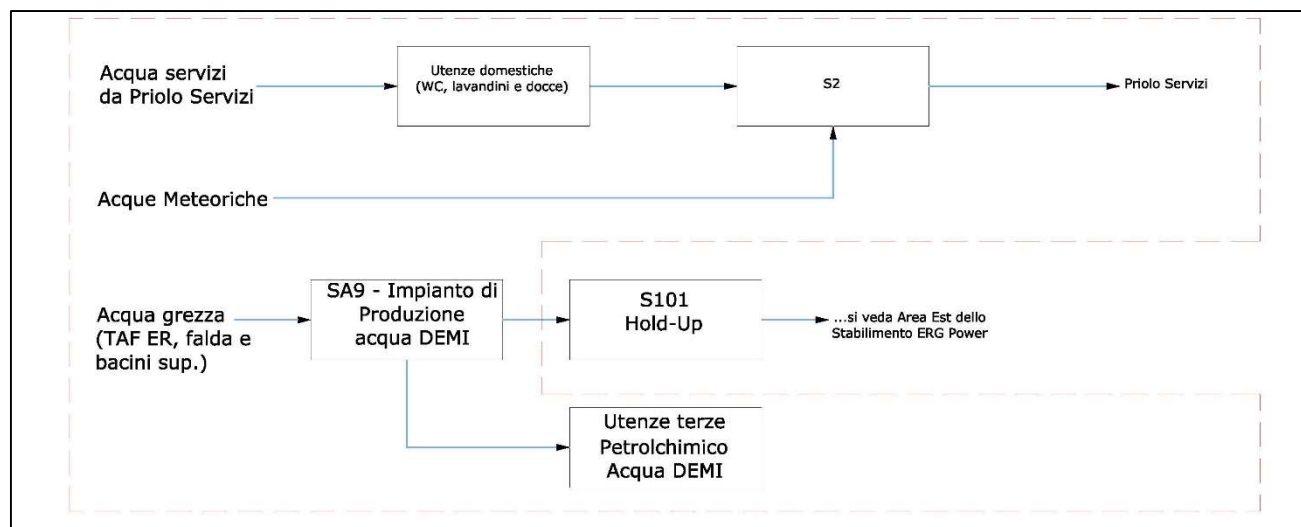 Acqua servizi
da Priolo Servizi
Utenze domestiche
(WC, lavandini e docce)
S2
Priolo Servizi
Acque Meteoriche
Acqua grezza
(TAF ER, falda e
bacini sup.)
SA9 - Impianto di
Produzione
acqua DEMI
S101
Hold-Up
...si veda Area Est dello
Stabilimento ERG Power
Utenze terze
Petrolchimico
Acqua DEMI